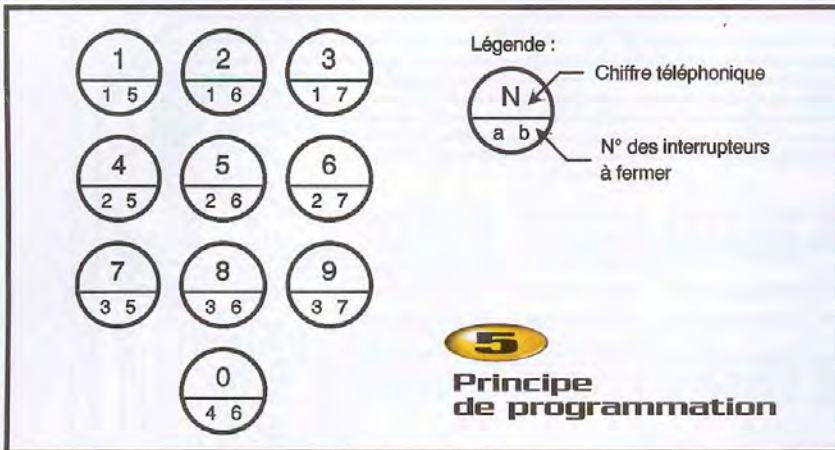 1 2 3
1 5 1 6 1 7
4 5 6
2 5 2 6 2 7
7 8 9
3 5 3 6 3 7
0
4 6
Légende :
Chiffre téléphonique
N
a b
N° des interrupteurs
à fermer
5
Principe
de programmation